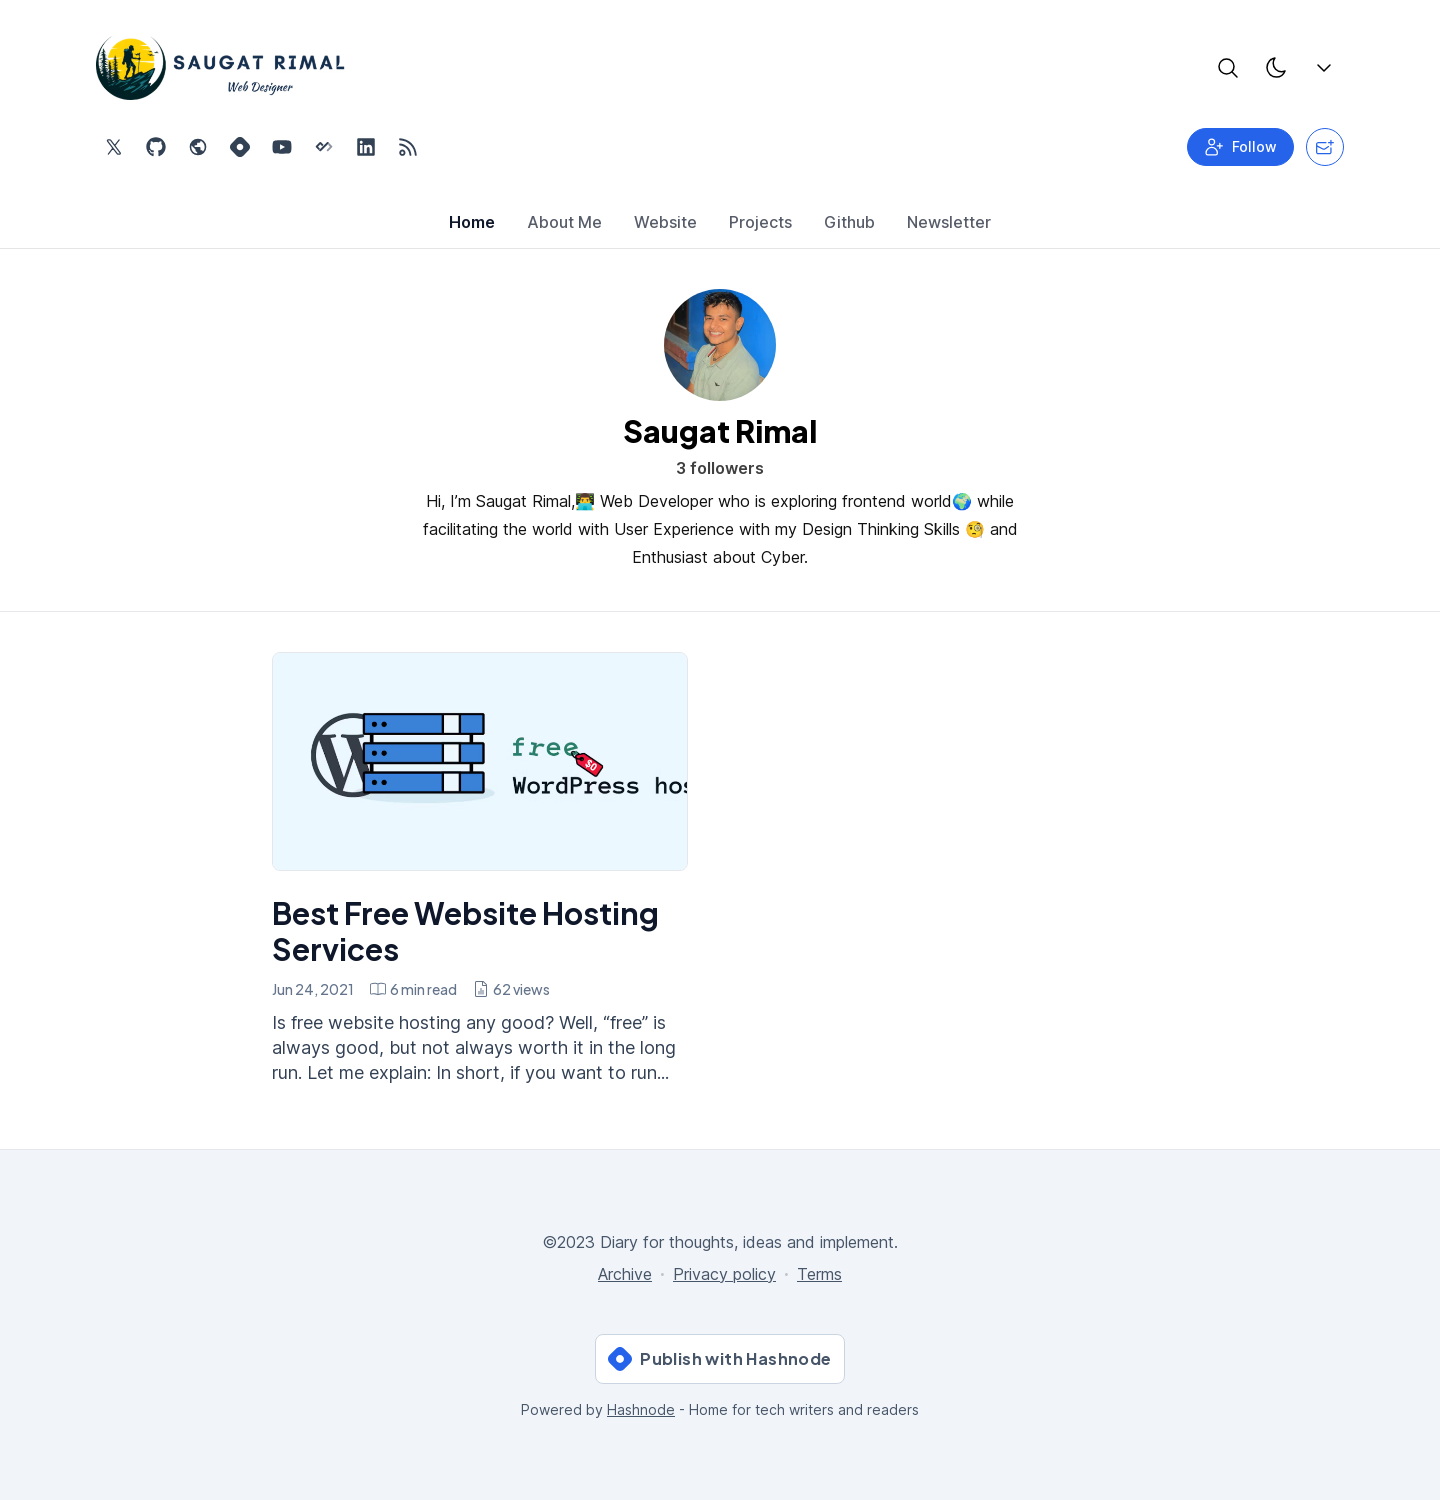 SAUGAT RIMAL
Web Designer
Follow
Home About Me Website Projects Github Newsletter
Saugat Rimal
3 followers
Hi, I’m Saugat Rimal,👨‍💻 Web Developer who is exploring frontend world🌍 while
facilitating the world with User Experience with my Design Thinking Skills 🧐 and
Enthusiast about Cyber.
free
$0
WordPress hos
Best Free Website Hosting
Services
Jun 24, 2021 6 min read 62 views
Is free website hosting any good? Well, “free” is
always good, but not always worth it in the long
run. Let me explain: In short, if you want to run...
©2023 Diary for thoughts, ideas and implement.
Archive · Privacy policy · Terms
Publish with Hashnode
Powered by Hashnode - Home for tech writers and readers